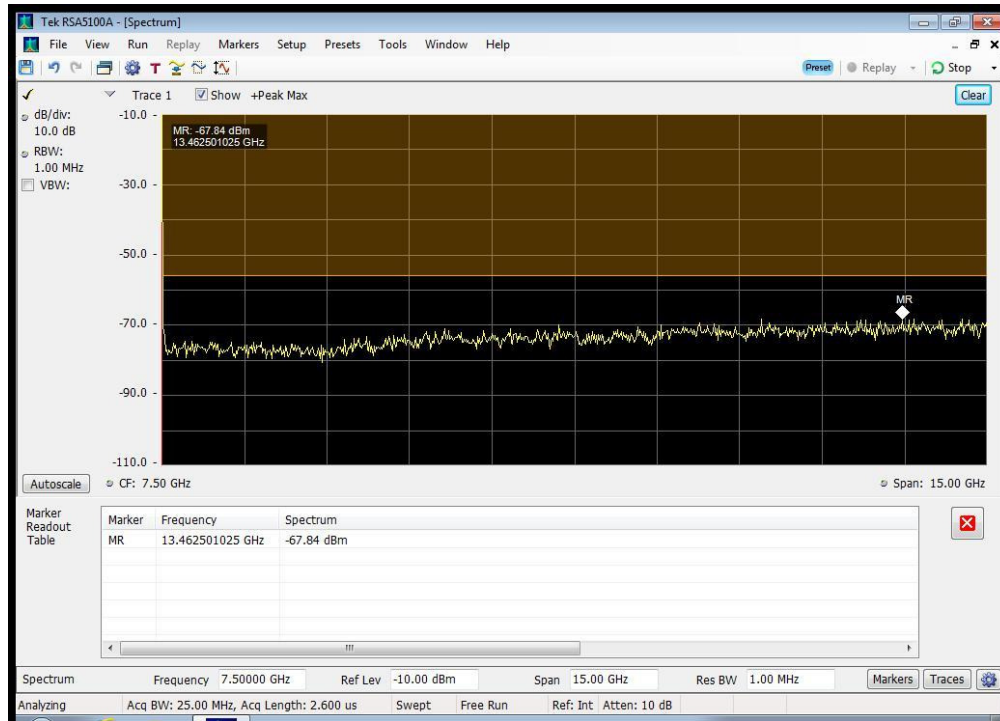 Tek RSA5100A - [Spectrum]
File View Run Replay Markers Setup Presets Tools Window Help
T Preset Replay Stop
Trace 1 Show +Peak Max Clear
dB/div:
10.0 dB
RBW:
1.00 MHz
VBW:
-10.0
-30.0
-50.0
-70.0
-90.0
-110.0
MR: -67.84 dBm
13.462501025 GHz
MR
Autoscale CF: 7.50 GHz Span: 15.00 GHz
Marker
Readout
Table
Marker Frequency Spectrum
MR 13.462501025 GHz -67.84 dBm
Spectrum Frequency 7.50000 GHz Ref Lev -10.00 dBm Span 15.00 GHz Res BW 1.00 MHz Markers Traces
Analyzing Acq BW: 25.00 MHz, Acq Length: 2.600 us Swept Free Run Ref: Int Atten: 10 dB